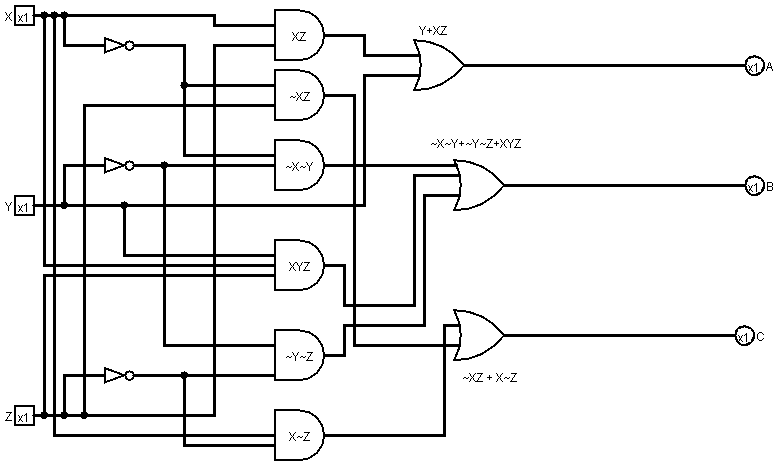 X x1
XZ
Y+XZ
x1 A
~XZ
~X~Y+~Y~Z+XYZ
~X~Y
x1 B
Y x1
XYZ
x1 C
~Y~Z
~XZ + X~Z
Z x1
X~Z